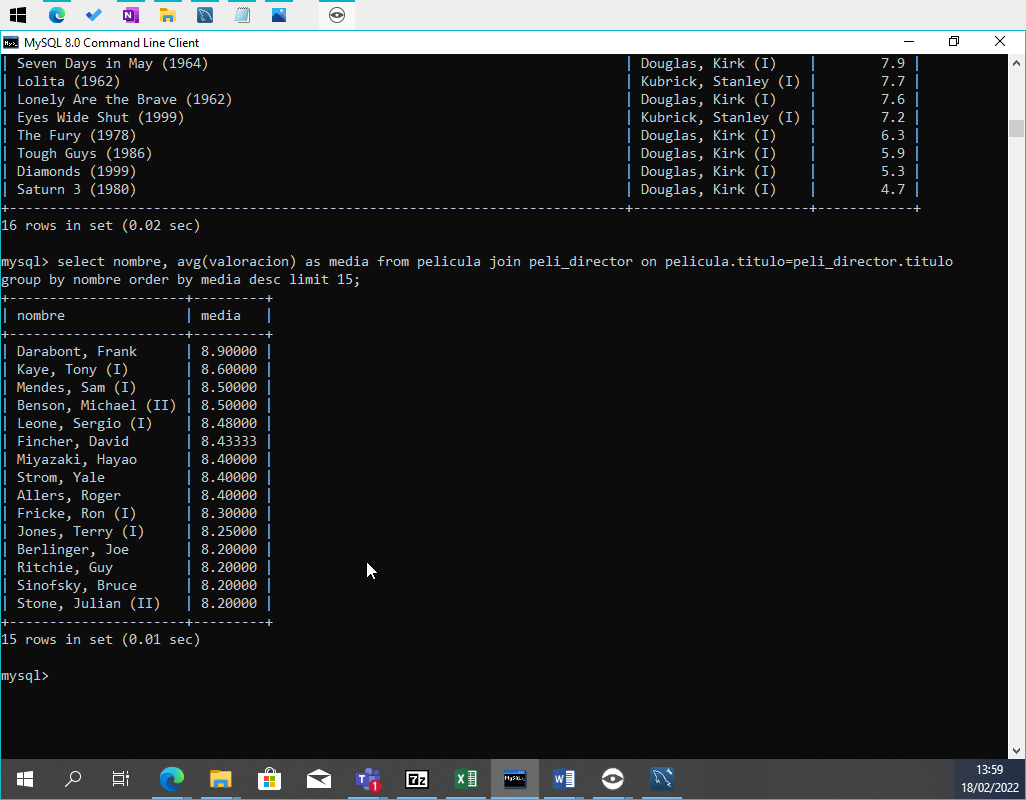 MySQL 8.0 Command Line Client
| Seven Days in May (1964) | Douglas, Kirk (I) | 7.9 |
| Lolita (1962) | Kubrick, Stanley (I) | 7.7 |
| Lonely Are the Brave (1962) | Douglas, Kirk (I) | 7.6 |
| Eyes Wide Shut (1999) | Kubrick, Stanley (I) | 7.2 |
| The Fury (1978) | Douglas, Kirk (I) | 6.3 |
| Tough Guys (1986) | Douglas, Kirk (I) | 5.9 |
| Diamonds (1999) | Douglas, Kirk (I) | 5.3 |
| Saturn 3 (1980) | Douglas, Kirk (I) | 4.7 |
+-----------------------------------------------------------------------------+----------------------+------------+
16 rows in set (0.02 sec)
mysql> select nombre, avg(valoracion) as media from pelicula join peli_director on pelicula.titulo=peli_director.titulo
group by nombre order by media desc limit 15;
+----------------------+---------+
| nombre | media |
+----------------------+---------+
| Darabont, Frank | 8.90000 |
| Kaye, Tony (I) | 8.60000 |
| Mendes, Sam (I) | 8.50000 |
| Benson, Michael (II) | 8.50000 |
| Leone, Sergio (I) | 8.48000 |
| Fincher, David | 8.43333 |
| Miyazaki, Hayao | 8.40000 |
| Strom, Yale | 8.40000 |
| Allers, Roger | 8.40000 |
| Fricke, Ron (I) | 8.30000 |
| Jones, Terry (I) | 8.25000 |
| Berlinger, Joe | 8.20000 |
| Ritchie, Guy | 8.20000 |
| Sinofsky, Bruce | 8.20000 |
| Stone, Julian (II) | 8.20000 |
+----------------------+---------+
15 rows in set (0.01 sec)
mysql>
13:59
18/02/2022